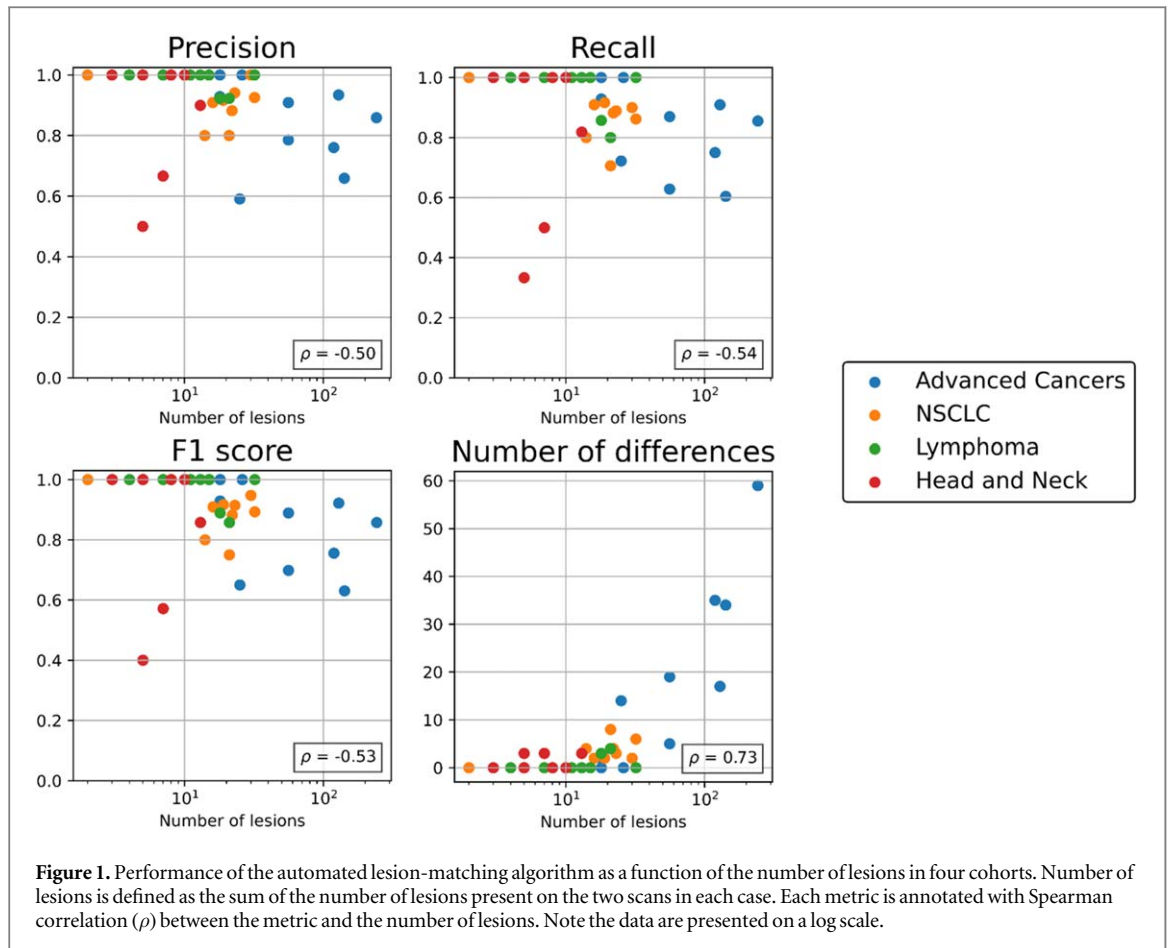 Precision
1.0
0.8
0.6
0.4
0.2
0.0
ρ = -0.50
10¹
10²
Number of lesions
Recall
1.0
0.8
0.6
0.4
0.2
0.0
ρ = -0.54
10¹
10²
Number of lesions
F1 score
1.0
0.8
0.6
0.4
0.2
0.0
ρ = -0.53
10¹
10²
Number of lesions
Number of differences
60
50
40
30
20
10
0
ρ = 0.73
10¹
10²
Number of lesions
Advanced Cancers
NSCLC
Lymphoma
Head and Neck
Figure 1. Performance of the automated lesion-matching algorithm as a function of the number of lesions in four cohorts. Number of
lesions is defined as the sum of the number of lesions present on the two scans in each case. Each metric is annotated with Spearman
correlation (ρ) between the metric and the number of lesions. Note the data are presented on a log scale.